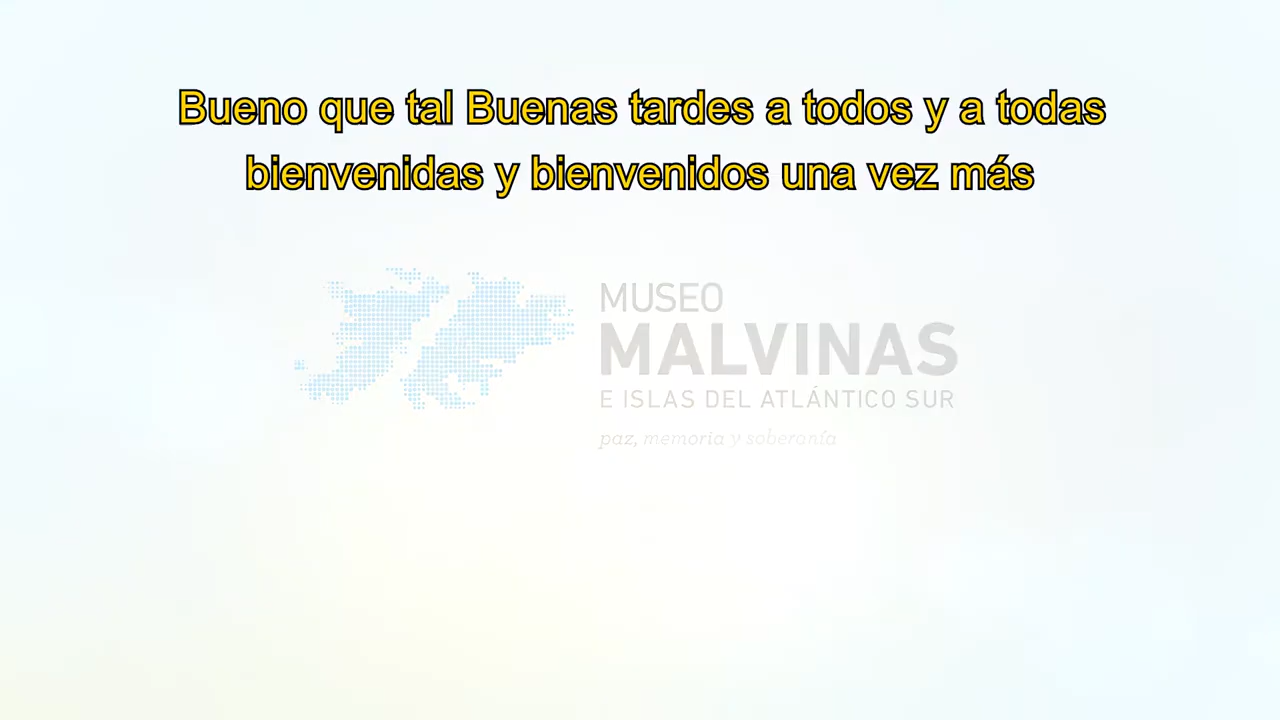 Bueno que tal Buenas tardes a todos y a todas
bienvenidas y bienvenidos una vez más
MUSEO
MALVINAS
E ISLAS DEL ATLÁNTICO SUR
paz, memoria y soberanía